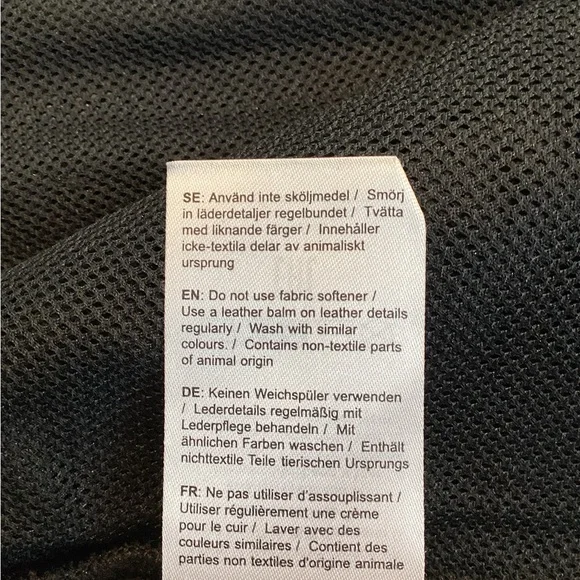 SE: Använd inte sköljmedel / Smörj
in läderdetaljer regelbundet / Tvätta
med liknande färger / Innehåller
icke-textila delar av animaliskt
ursprung
EN: Do not use fabric softener /
Use a leather balm on leather details
regularly / Wash with similar
colours. / Contains non-textile parts
of animal origin
DE: Keinen Weichspüler verwenden
/ Lederdetails regelmäßig mit
Lederpflege behandeln / Mit
ähnlichen Farben waschen / Enthält
nichttextile Teile tierischen Ursprungs
FR: Ne pas utiliser d'assouplissant /
Utiliser régulièrement une crème
pour le cuir / Laver avec des
couleurs similaires / Contient des
parties non textiles d'origine animale